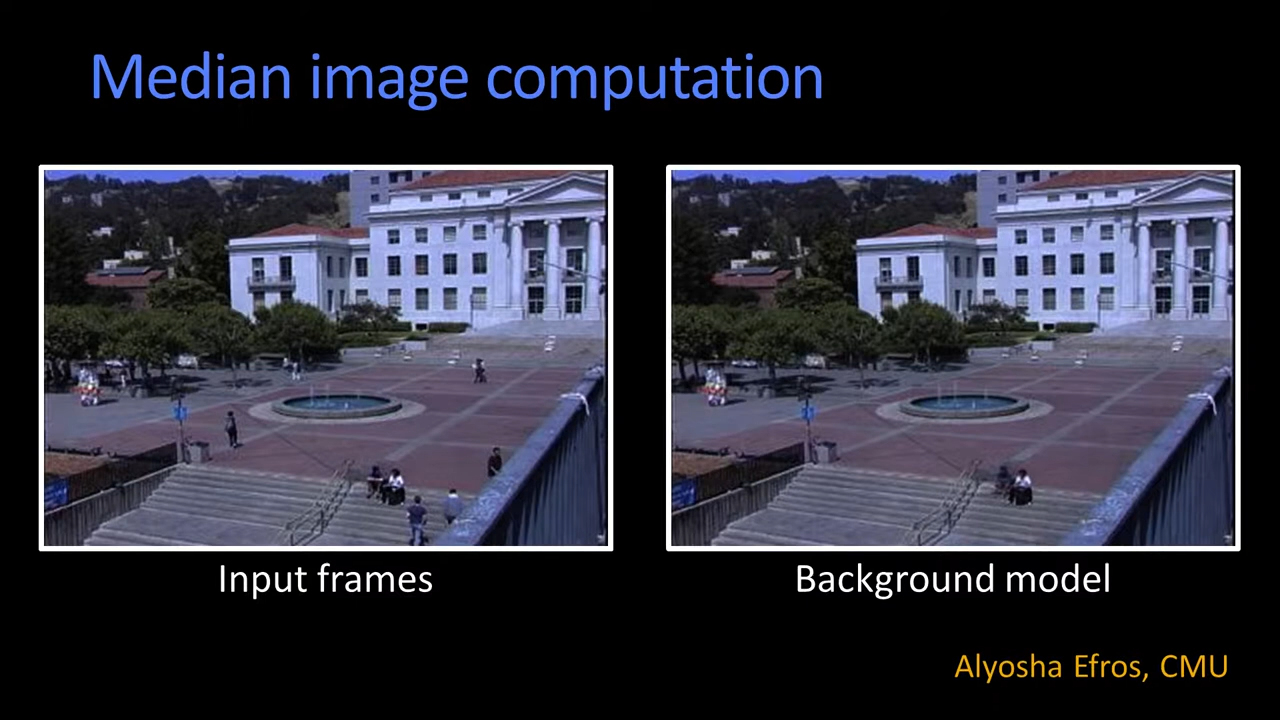 Median image computation
Input frames
Background model
Alyosha Efros, CMU